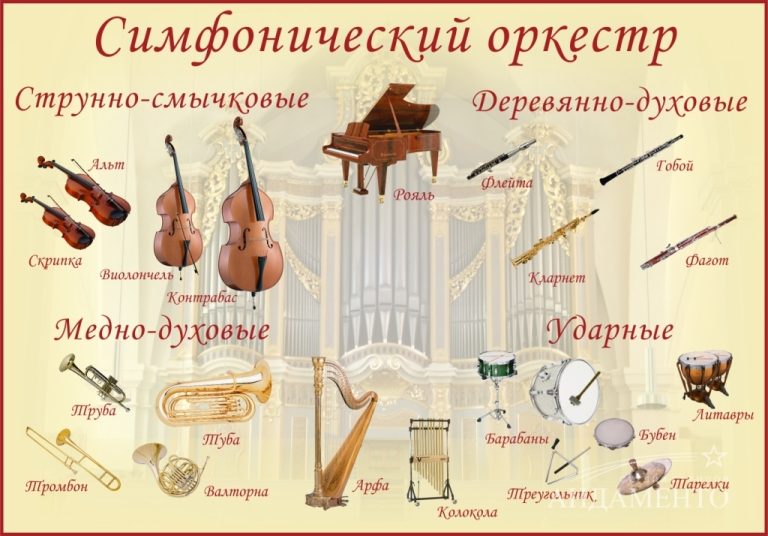 Симфонический оркестр
Струнно-смычковые
Деревянно-духовые
Альт
Скрипка
Виолончель
Контрабас
Рояль
Флейта
Гобой
Кларнет
Фагот
Медно-духовые
Ударные
Труба
Туба
Тромбон
Валторна
Арфа
Колокола
Барабаны
Литавры
Бубен
Треугольник
Тарелки
АНДАМЕНТО